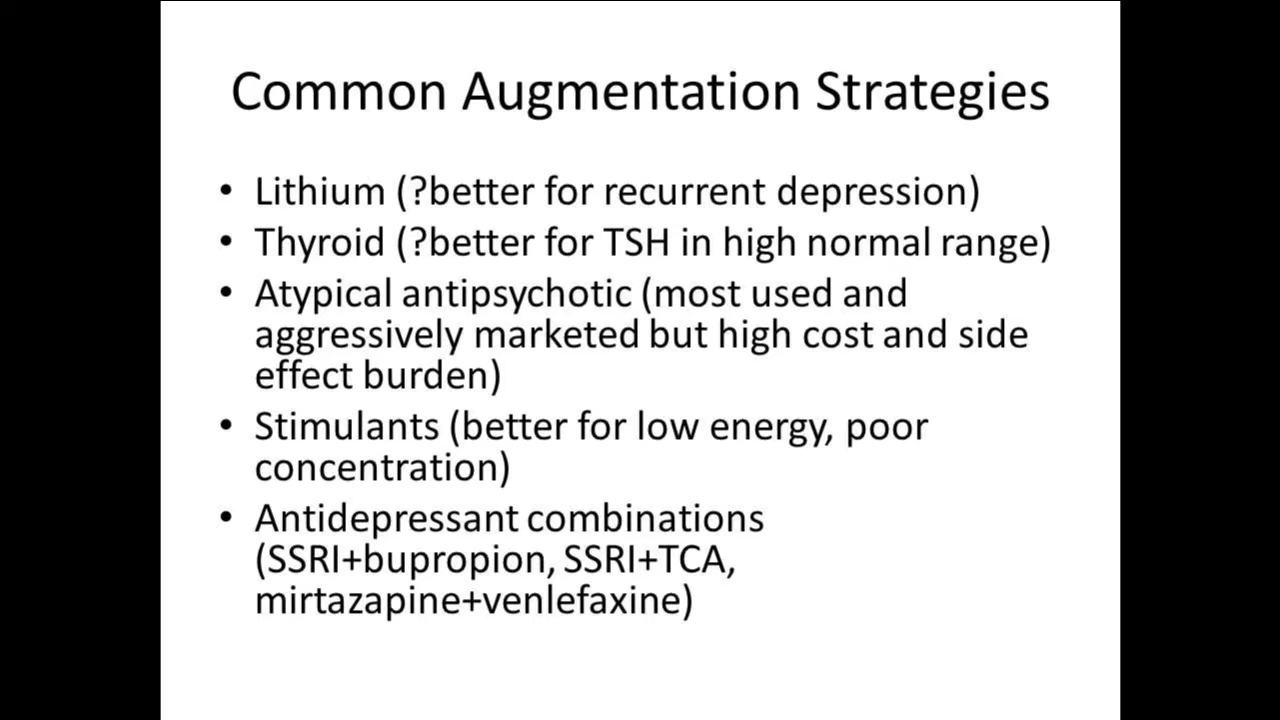 Common Augmentation Strategies
• Lithium (?better for recurrent depression)
• Thyroid (?better for TSH in high normal range)
• Atypical antipsychotic (most used and
aggressively marketed but high cost and side
effect burden)
• Stimulants (better for low energy, poor
concentration)
• Antidepressant combinations
(SSRI+bupropion, SSRI+TCA,
mirtazapine+venlefaxine)